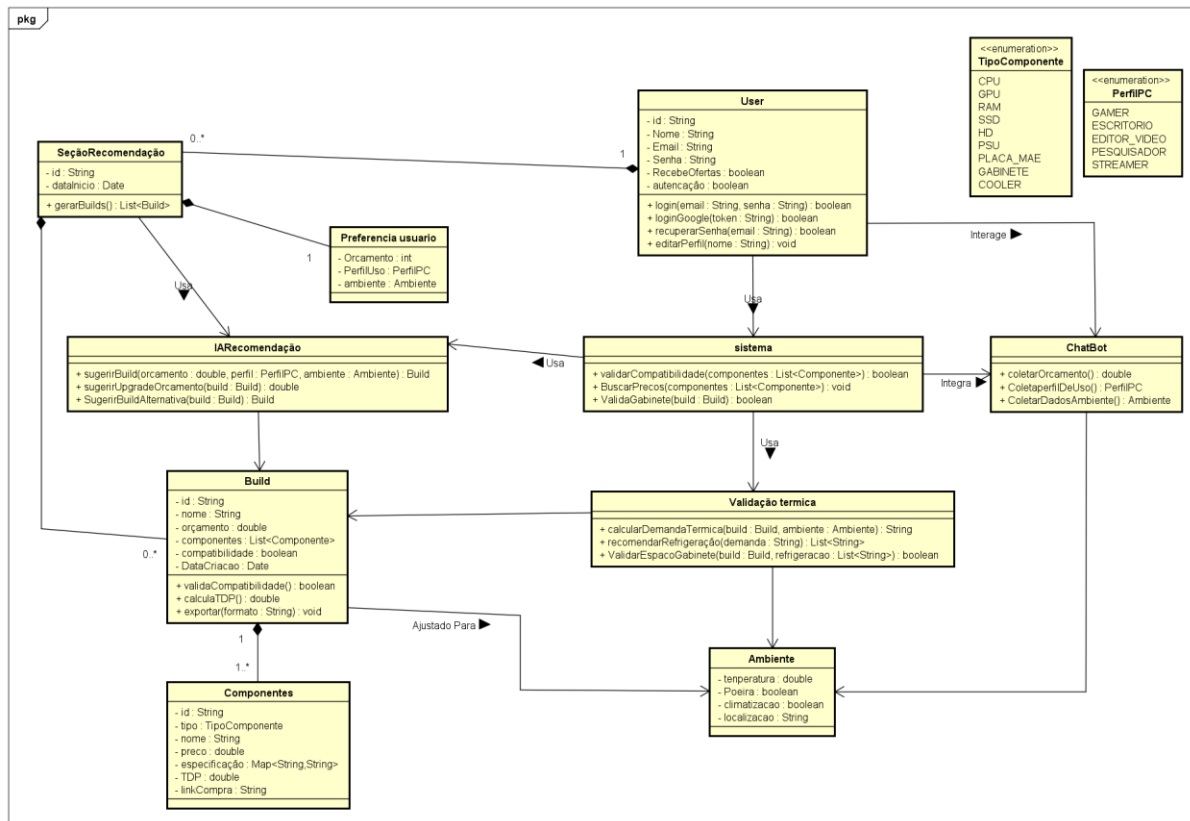 pkg
<<enumeration>>
TipoComponente
CPU
GPU
RAM
SSD
HD
PSU
PLACA_MAE
GABINETE
COOLER
<<enumeration>>
PerfilPC
GAMER
ESCRITORIO
EDITOR_VIDEO
PESQUISADOR
STREAMER
User
- id : String
- Nome : String
- Email : String
- Senha : String
- RecebeOfertas : boolean
- autencação : boolean
+ login(email : String, senha : String) : boolean
+ loginGoogle(token : String) : boolean
+ recuperarSenha(email : String) : boolean
+ editarPerfil(nome : String) : void
0..*
1
SeçãoRecomendação
- id : String
- dataInicio : Date
+ gerarBuilds() : List<Build>
Preferencia usuario
- Orcamento : int
- PerfilUso : PerfilPC
- ambiente : Ambiente
1
Interage
Usa
Usa
IARecomendação
+ sugerirBuild(orcamento : double, perfil : PerfilPC, ambiente : Ambiente) : Build
+ sugerirUpgradeOrcamento(build : Build) : double
+ SugerirBuildAlternativa(build : Build) : Build
Usa
sistema
+ validarCompatibilidade(componentes : List<Componente>) : boolean
+ BuscarPrecos(componentes : List<Componente>) : void
+ ValidaGabinete(build : Build) : boolean
Integra
ChatBot
+ coletarOrcamento() : double
+ ColetaperfilDeUso() : PerfilPC
+ ColetarDadosAmbiente() : Ambiente
Usa
Build
- id : String
- nome : String
- orçamento : double
- componentes : List<Componente>
- compatibilidade : boolean
- DataCriacao : Date
+ validaCompatibilidade() : boolean
+ calculaTDP() : double
+ exportar(formato : String) : void
0..*
Validação termica
+ calcularDemandaTermica(build : Build, ambiente : Ambiente) : String
+ recomendarRefrigeração(demanda : String) : List<String>
+ ValidarEspacoGabinete(build : Build, refrigeracao : List<String>) : boolean
Ajustado Para
1
1..*
Ambiente
- tenperatura : double
- Poeira : boolean
- climatizacao : boolean
- localizacao : String
Componentes
- id : String
- tipo : TipoComponente
- nome : String
- preco : double
- especificação : Map<String,String>
- TDP : double
- linkCompra : String